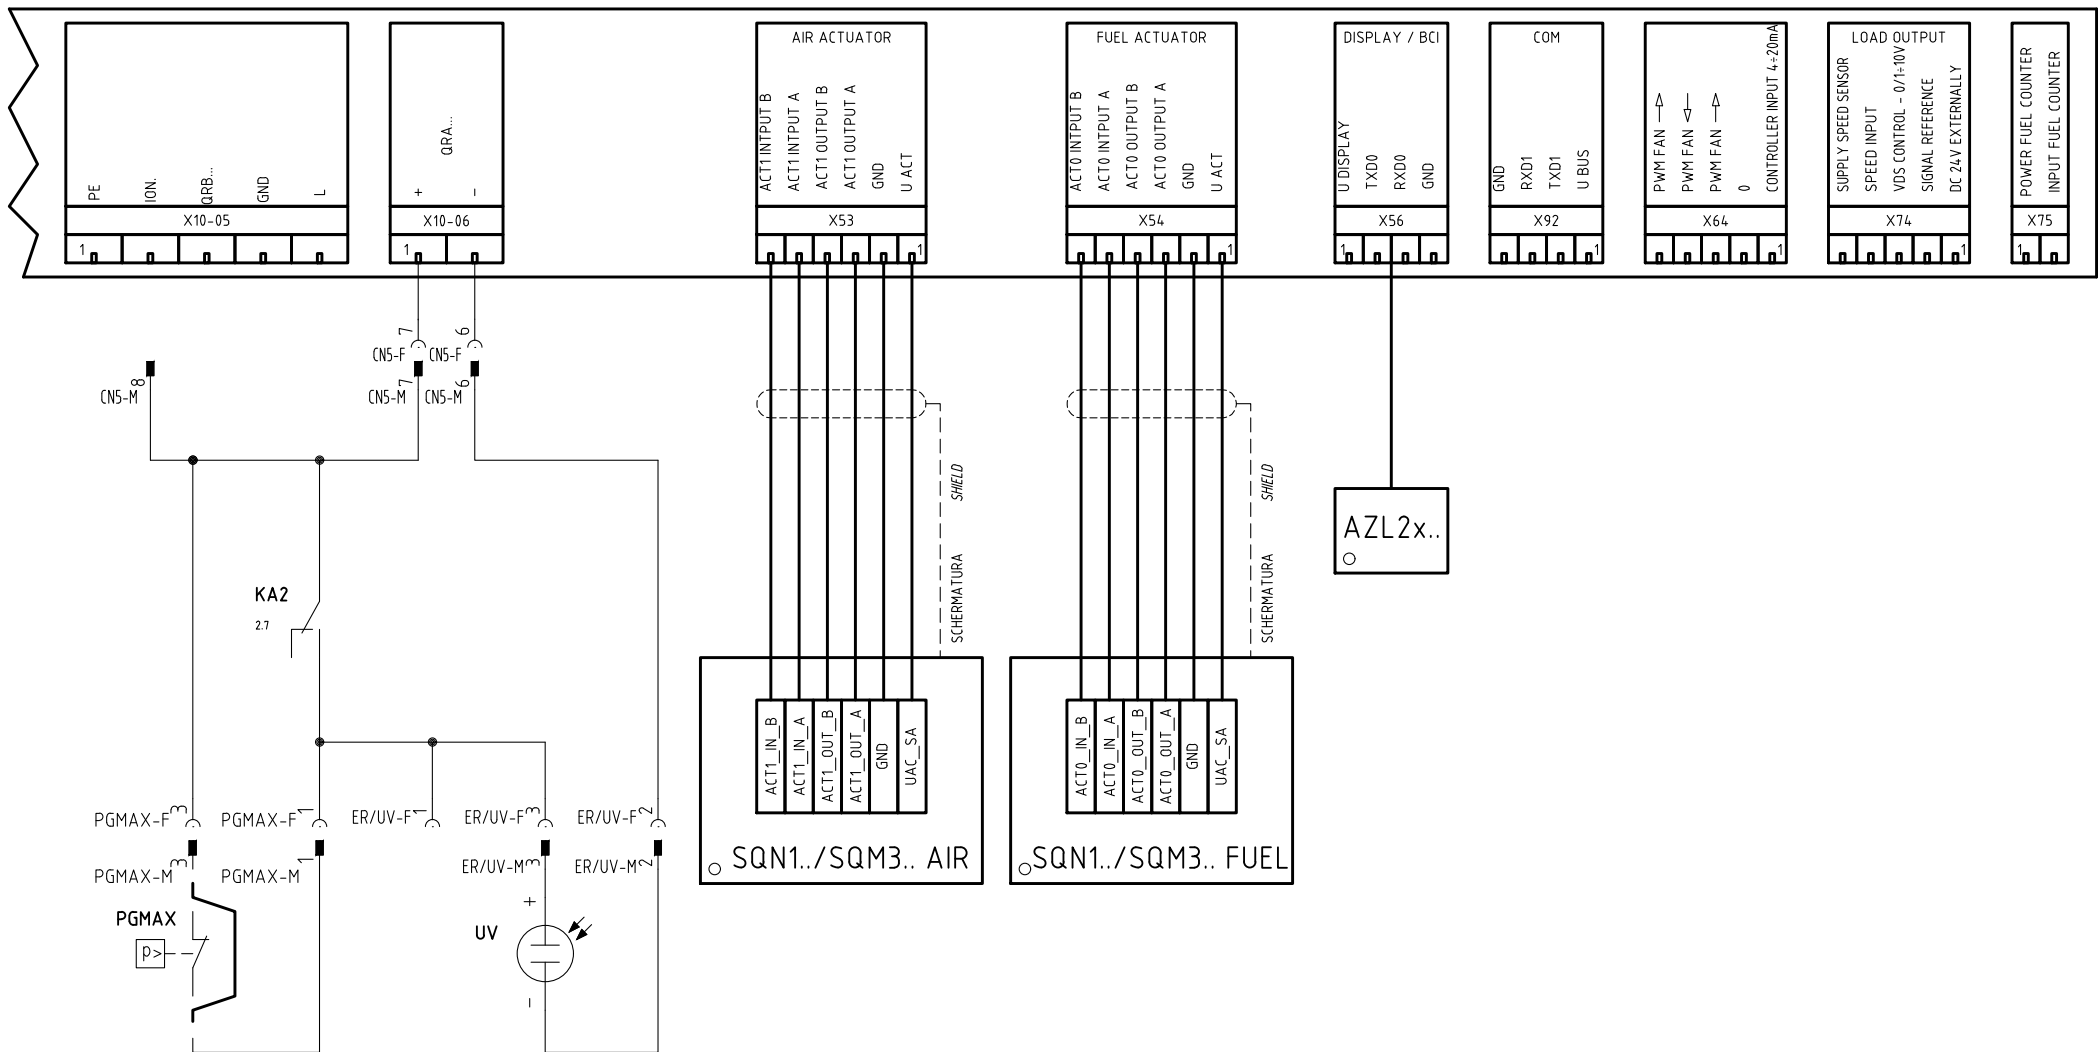 PE
ION.
QRB...
GND
L
X10-05
1
QRA...
+
-
X10-06
1
AIR ACTUATOR
ACT1 INTPUT B
ACT1 INTPUT A
ACT1 OUTPUT B
ACT1 OUTPUT A
GND
U ACT
X53
1
FUEL ACTUATOR
ACT0 INTPUT B
ACT0 INTPUT A
ACT0 OUTPUT B
ACT0 OUTPUT A
GND
U ACT
X54
1
DISPLAY / BCI
U DISPLAY
TXD0
RXD0
GND
X56
1
COM
GND
RXD1
TXD1
U BUS
X92
1
PWM FAN
PWM FAN
PWM FAN
0
CONTROLLER INPUT 4÷20mA
X64
1
LOAD OUTPUT
SUPPLY SPEED SENSOR
SPEED INPUT
VDS CONTROL - 0/1÷10V
SIGNAL REFERENCE
DC 24V EXTERNALLY
X74
1
POWER FUEL COUNTER
INPUT FUEL COUNTER
X75
1
CN5-F 7
CN5-F 6
CN5-M 8
CN5-M 7
CN5-M 6
SHIELD
SCHERMATURA
SHIELD
SCHERMATURA
AZL2x..
KA2
2.7
ACT1_IN_B
ACT1_IN_A
ACT1_OUT_B
ACT1_OUT_A
GND
UAC_SA
SQN1../SQM3.. AIR
ACT0_IN_B
ACT0_IN_A
ACT0_OUT_B
ACT0_OUT_A
GND
UAC_SA
SQN1../SQM3.. FUEL
PGMAX-F 3
PGMAX-F 1
ER/UV-F 1
ER/UV-F 3
ER/UV-F 2
PGMAX-M 3
PGMAX-M 1
ER/UV-M 3
ER/UV-M 2
PGMAX
p>
+
UV
-